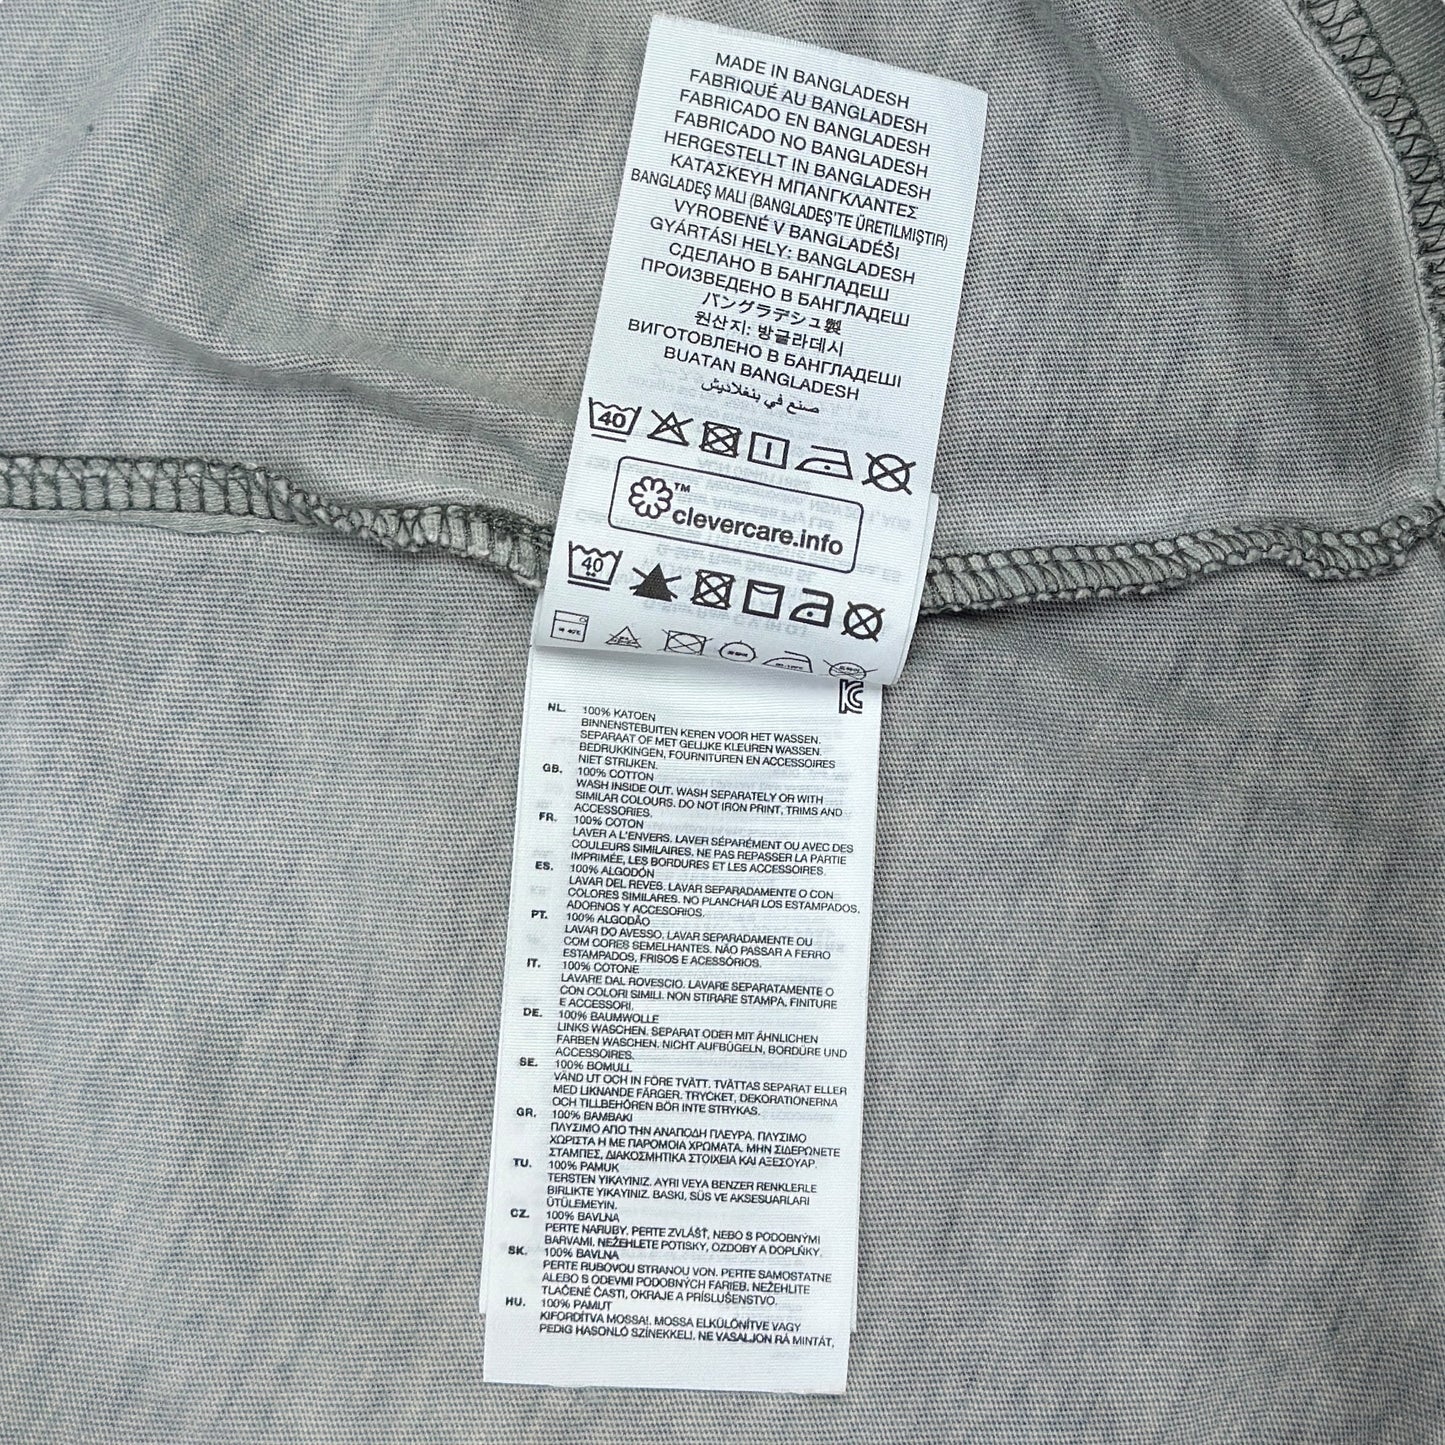 MADE IN BANGLADESH
FABRIQUÉ AU BANGLADESH
FABRICADO EN BANGLADESH
FABRICADO NO BANGLADESH
HERGESTELLT IN BANGLADESH
ΚΑΤΑΣΚΕΥΗ ΜΠΑΝΓΚΛΑΝΤΕΣ
BANGLADEŞ MALI (BANGLADEŞ'TE ÜRETILMIŞTIR)
VYROBENÉ V BANGLADÉŠI
GYÁRTÁSI HELY: BANGLADESH
СДЕЛАНО В БАНГЛАДЕШ
ПРОИЗВЕДЕНО В БАНГЛАДЕШ
バングラデシュ製
원산지: 방글라데시
ВИГОТОВЛЕНО В БАНГЛАДЕШІ
BUATAN BANGLADESH
صنع في بنغلاديش
40
™
clevercare.info
40
NL. 100% KATOEN
BINNENSTEBUITEN KEREN VOOR HET WASSEN.
SEPARAAT OF MET GELIJKE KLEUREN WASSEN.
BEDRUKKINGEN, FOURNITUREN EN ACCESSOIRES
NIET STRIJKEN.
GB. 100% COTTON
WASH INSIDE OUT. WASH SEPARATELY OR WITH
SIMILAR COLOURS. DO NOT IRON PRINT, TRIMS AND
ACCESSORIES.
FR. 100% COTON
LAVER A L'ENVERS. LAVER SÉPARÉMENT OU AVEC DES
COULEURS SIMILAIRES. NE PAS REPASSER LA PARTIE
IMPRIMÉE, LES BORDURES ET LES ACCESSOIRES.
ES. 100% ALGODÓN
LAVAR DEL REVES. LAVAR SEPARADAMENTE O CON
COLORES SIMILARES. NO PLANCHAR LOS ESTAMPADOS,
ADORNOS Y ACCESORIOS.
PT. 100% ALGODÃO
LAVAR DO AVESSO. LAVAR SEPARADAMENTE OU
COM CORES SEMELHANTES. NÃO PASSAR A FERRO
ESTAMPADOS, FRISOS E ACESSÓRIOS.
IT. 100% COTONE
LAVARE DAL ROVESCIO. LAVARE SEPARATAMENTE O
CON COLORI SIMILI. NON STIRARE STAMPA, FINITURE
E ACCESSORI.
DE. 100% BAUMWOLLE
LINKS WASCHEN. SEPARAT ODER MIT ÄHNLICHEN
FARBEN WASCHEN. NICHT AUFBÜGELN, BORDÜRE UND
ACCESSOIRES.
SE. 100% BOMULL
VÄND UT OCH IN FÖRE TVÄTT. TVÄTTAS SEPARAT ELLER
MED LIKNANDE FÄRGER. TRYCKET, DEKORATIONERNA
OCH TILLBEHÖREN BÖR INTE STRYKAS.
GR. 100% ΒΑΜΒΑΚΙ
ΠΛΥΣΙΜΟ ΑΠΟ ΤΗΝ ΑΝΑΠΟΔΗ ΠΛΕΥΡΑ. ΠΛΥΣΙΜΟ
ΧΩΡΙΣΤΑ Η ΜΕ ΠΑΡΟΜΟΙΑ ΧΡΩΜΑΤΑ. ΜΗΝ ΣΙΔΕΡΩΝΕΤΕ
ΣΤΑΜΠΕΣ, ΔΙΑΚΟΣΜΗΤΙΚΑ ΣΤΟΙΧΕΙΑ ΚΑΙ ΑΞΕΣΟΥΑΡ.
TU. 100% PAMUK
TERSTEN YIKAYINIZ. AYRI VEYA BENZER RENKLERLE
BIRLIKTE YIKAYINIZ. BASKI, SÜS VE AKSESUARLARI
ÜTÜLEMEYIN.
CZ. 100% BAVLNA
PERTE NARUBY. PERTE ZVLÁŠŤ, NEBO S PODOBNÝMI
BARVAMI. NEŽEHLETE POTISKY, OZDOBY A DOPLŇKY.
SK. 100% BAVLNA
PERTE RUBOVOU STRANOU VON. PERTE SAMOSTATNE
ALEBO S ODEVMI PODOBNÝCH FARIEB. NEŽEHLITE
TLAČENÉ ČASTI, OKRAJE A PRÍSLUŠENSTVO.
HU. 100% PAMUT
KIFORDÍTVA MOSSA!. MOSSA ELKÜLÖNÍTVE VAGY
PEDIG HASONLÓ SZÍNEKKEL!. NE VASALJON RÁ MINTÁT,